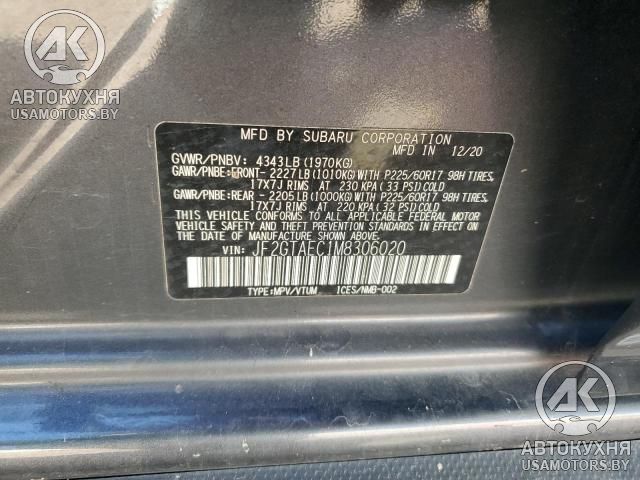 AK
АВТОКУХНЯ
USAMOTORS.BY
MFD BY SUBARU CORPORATION
GVWR/PNBV: 4343LB (1970KG) MFD IN 12/20
GAWR/PNBE:FRONT- 2227LB (1010KG) WITH P225/60R17 98H TIRES,
17X7J RIMS AT 230 KPA (33 PSI) COLD
GAWR/PNBE:REAR - 2205LB (1000KG) WITH P225/60R17 98H TIRES,
17X7J RIMS AT 220 KPA (32 PSI) COLD
THIS VEHICLE CONFORMS TO ALL APPLICABLE FEDERAL MOTOR
VEHICLE SAFETY AND THEFT PREVENTION STANDARDS IN
EFFECT ON THE DATE OF MANUFACTURE SHOWN ABOVE.
VIN: JF2GTAEC1M8306020
TYPE:MPV/VTUM ICES/NMB-002
AK
АВТОКУХНЯ
USAMOTORS.BY